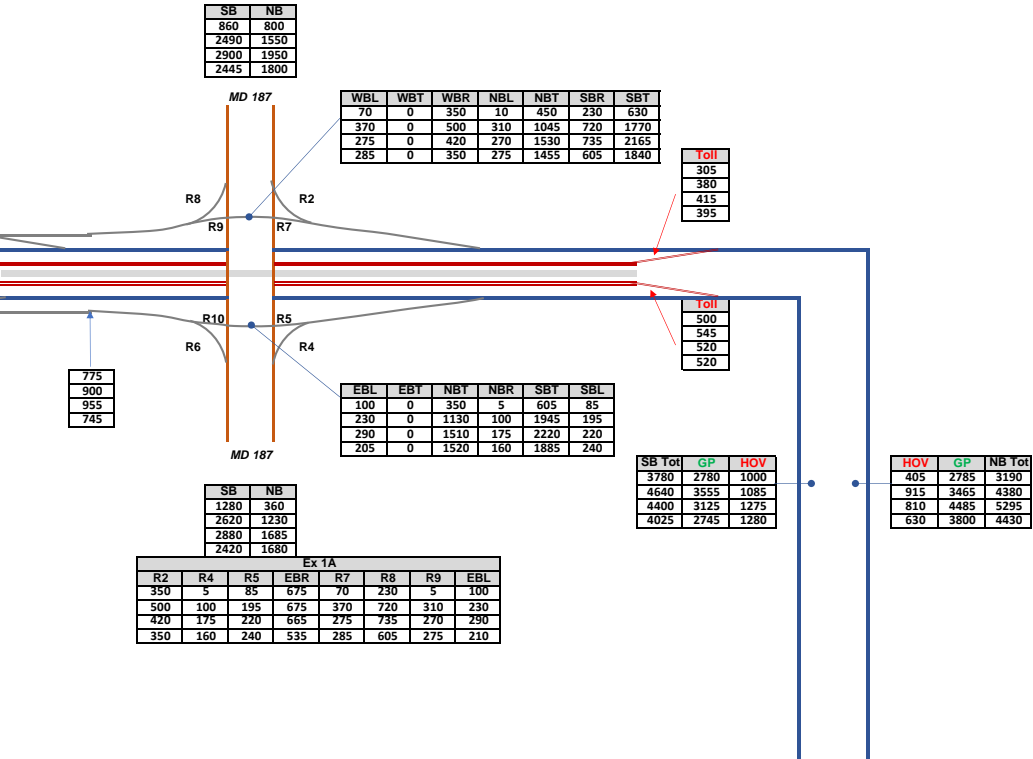 SB NB
860 800
2490 1550
2900 1950
2445 1800
MD 187
WBL WBT WBR NBL NBT SBR SBT
70 0 350 10 450 230 630
370 0 500 310 1045 720 1770
275 0 420 270 1530 735 2165
285 0 350 275 1455 605 1840
Toll
305
380
415
395
R8 R2
R9 R7
R10 R5
R6 R4
Toll
500
545
520
520
775
900
955
745
EBL EBT NBT NBR SBT SBL
100 0 350 5 605 85
230 0 1130 100 1945 195
290 0 1510 175 2220 220
205 0 1520 160 1885 240
MD 187
SB Tot GP HOV
3780 2780 1000
4640 3555 1085
4400 3125 1275
4025 2745 1280
HOV GP NB Tot
405 2785 3190
915 3465 4380
810 4485 5295
630 3800 4430
SB NB
1280 360
2620 1230
2880 1685
2420 1680
Ex 1A
R2 R4 R5 EBR R7 R8 R9 EBL
350 5 85 675 70 230 5 100
500 100 195 675 370 720 310 230
420 175 220 665 275 735 270 290
350 160 240 535 285 605 275 210